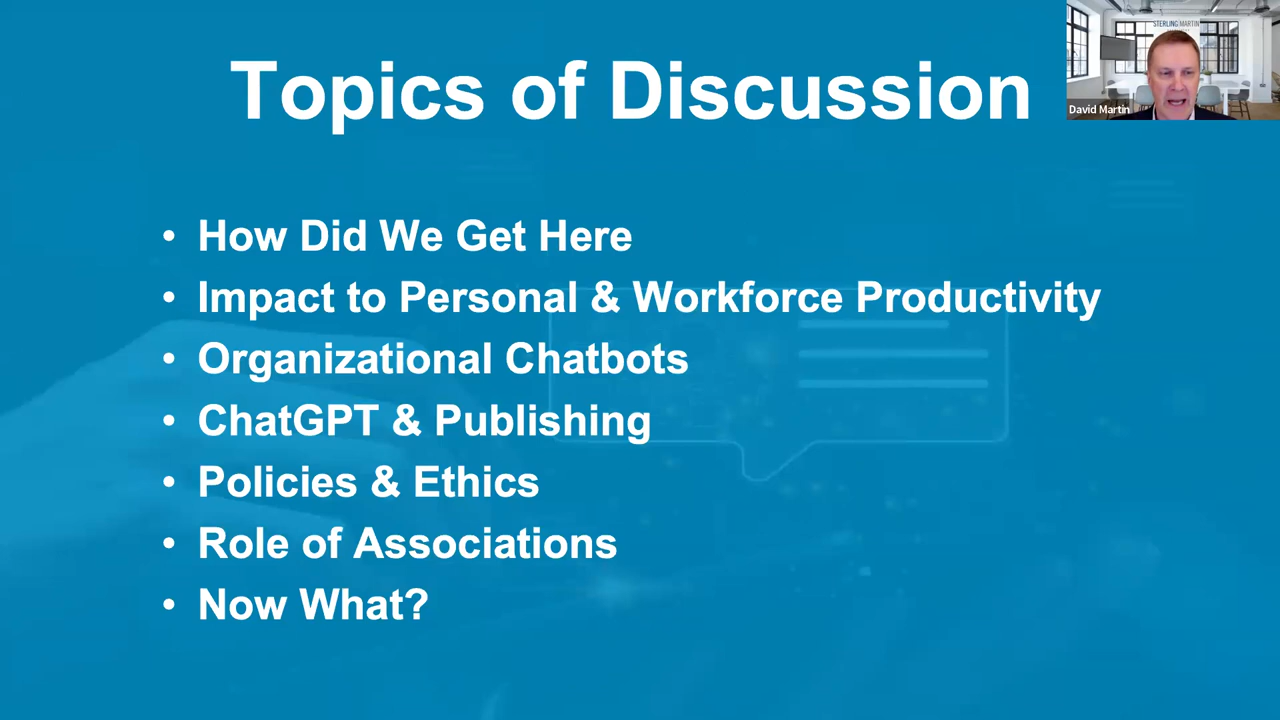 Topics of Discussion
STERLING MARTIN
David Martin
• How Did We Get Here
• Impact to Personal & Workforce Productivity
• Organizational Chatbots
• ChatGPT & Publishing
• Policies & Ethics
• Role of Associations
• Now What?